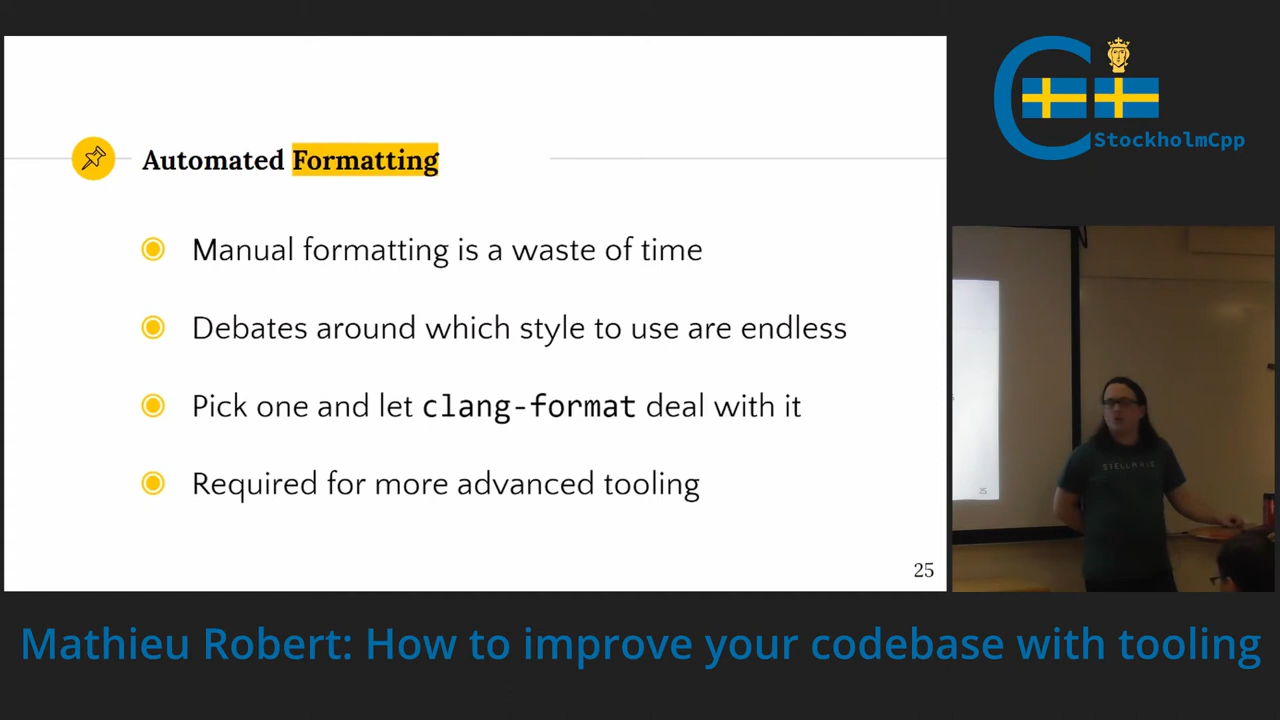 StockholmCpp
Automated Formatting
Manual formatting is a waste of time
Debates around which style to use are endless
Pick one and let clang-format deal with it
Required for more advanced tooling
25
STELLARIS
25
Mathieu Robert: How to improve your codebase with tooling